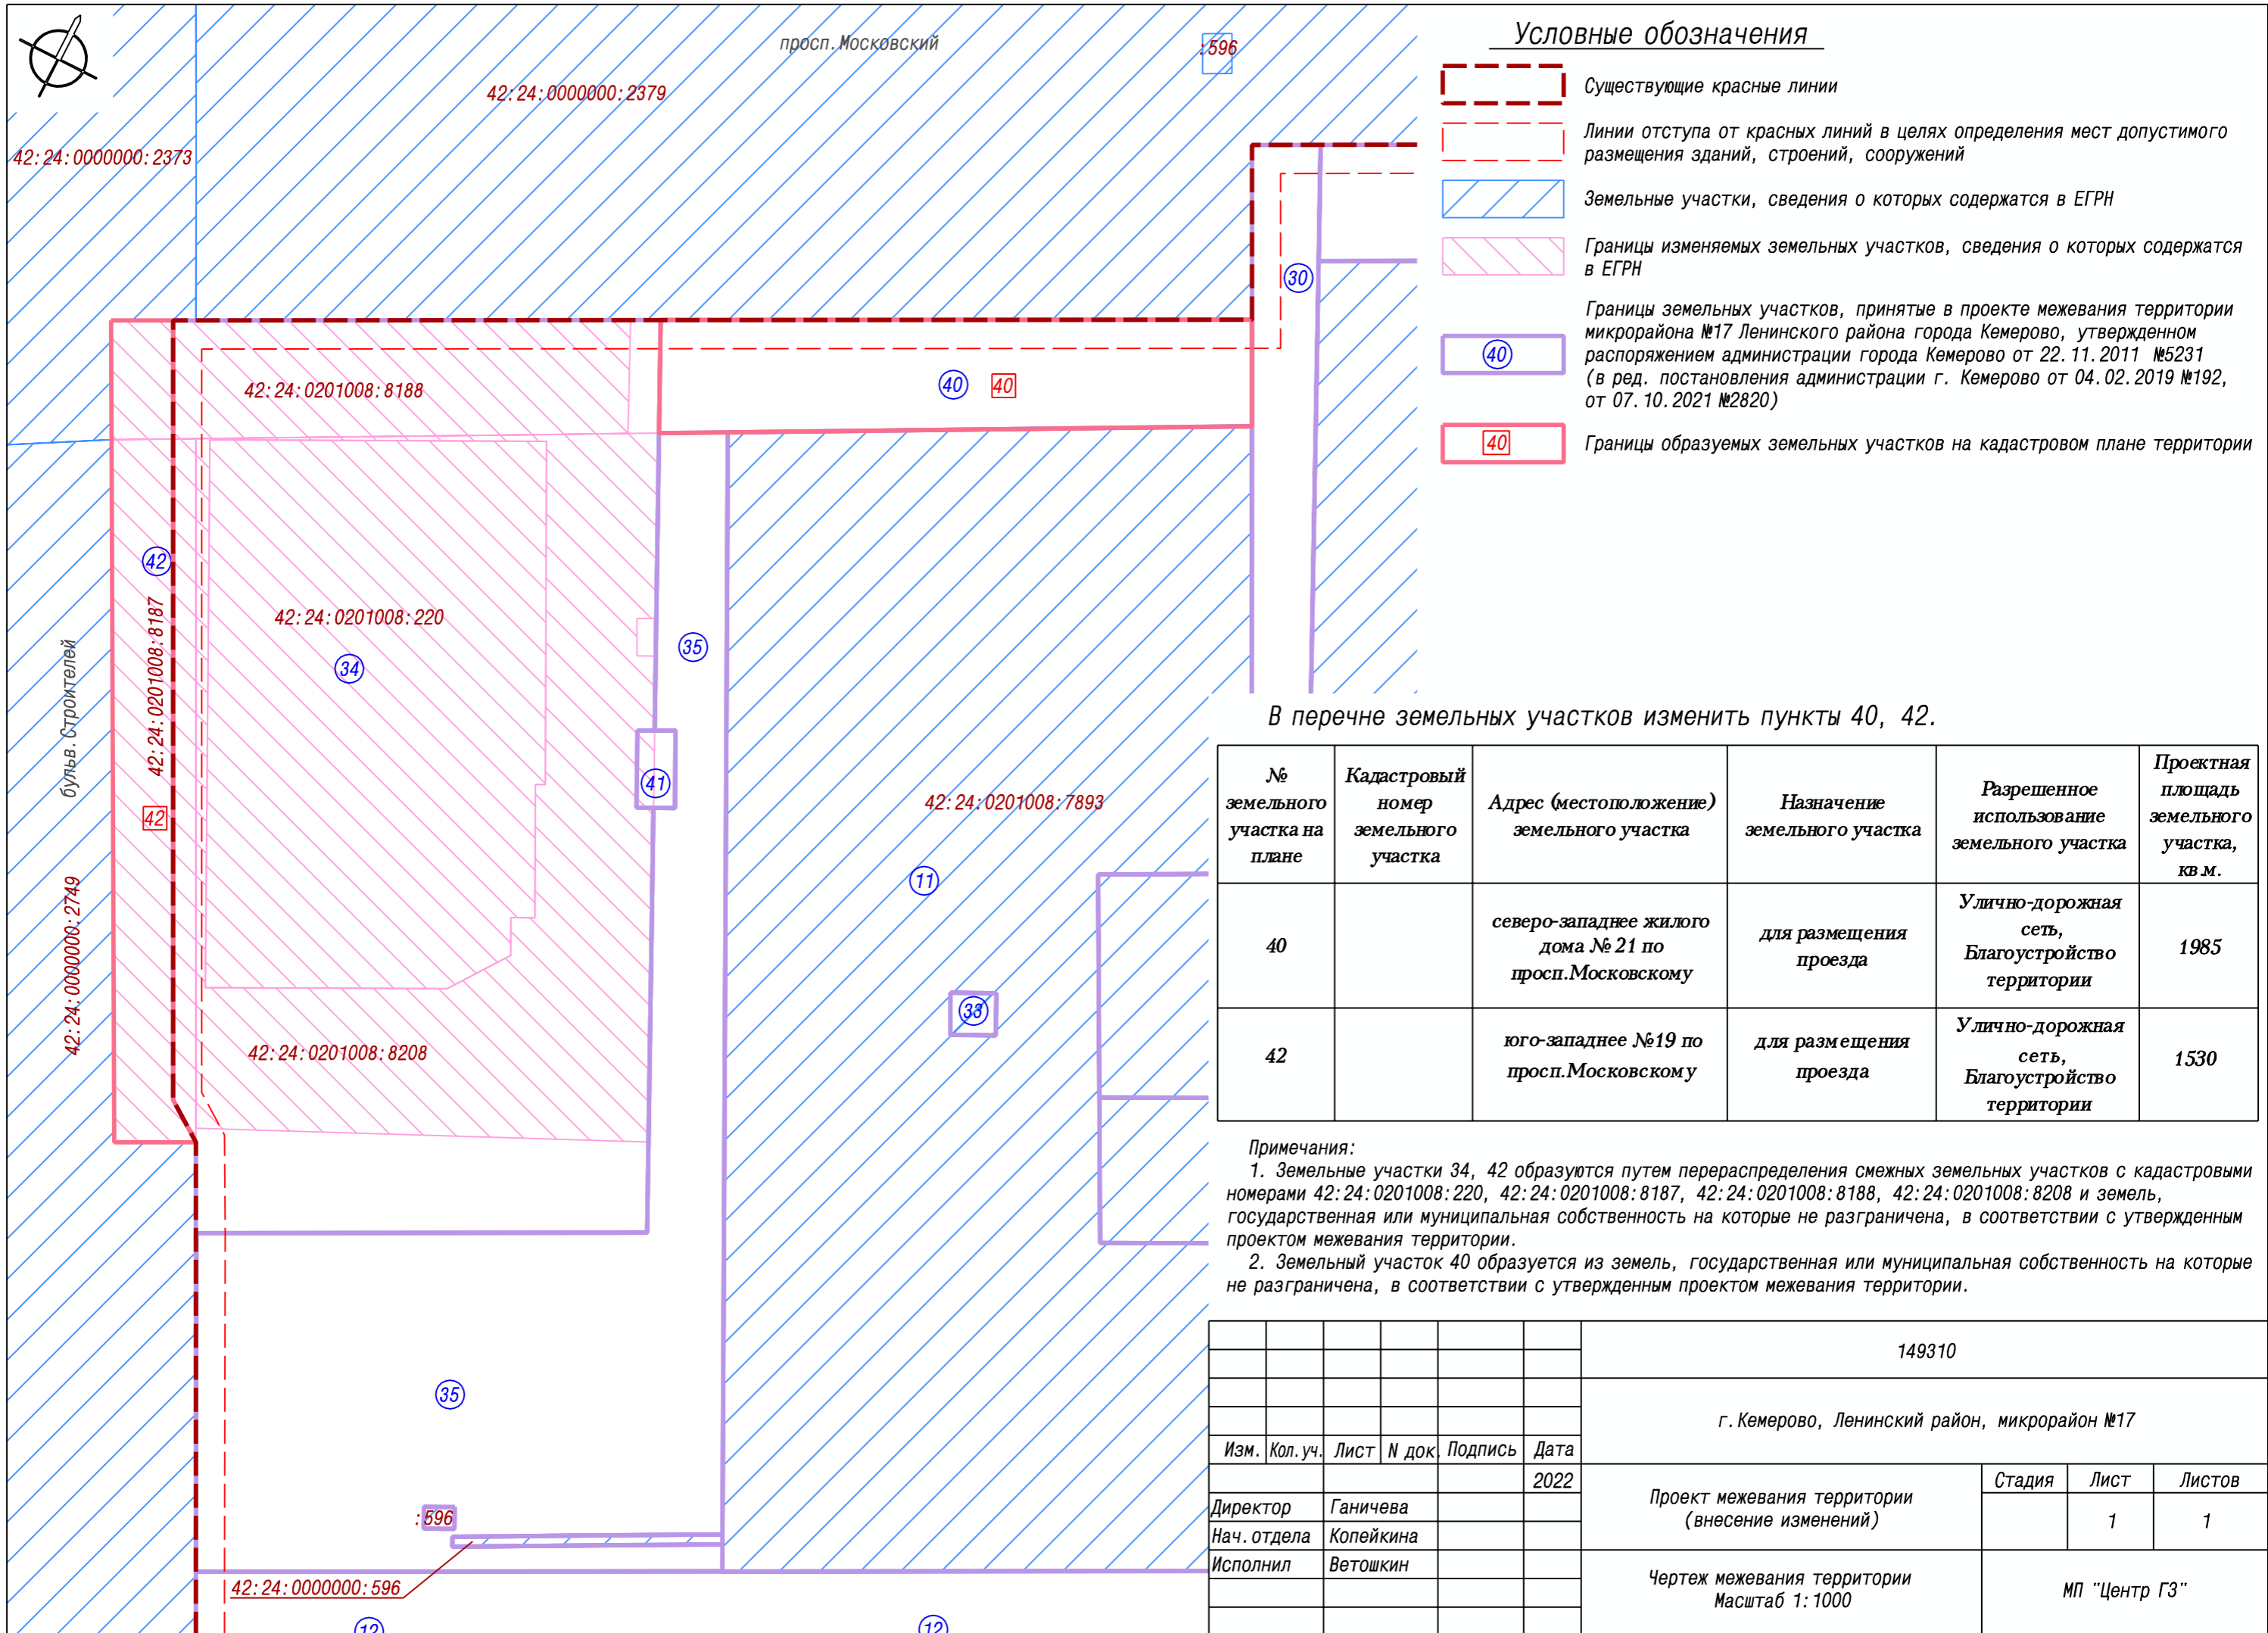 просп.Московский
:596
42:24:0000000:2379
42:24:0000000:2373
30
42:24:0201008:8188
40
40
42
42:24:0201008:8187
42:24:0201008:220
34
35
бульв.Строителей
41
42
42:24:0201008:7893
11
42:24:0000000:2749
33
42:24:0201008:8208
35
:596
42:24:0000000:596
12
12
Условные обозначения
Существующие красные линии
Линии отступа от красных линий в целях определения мест допустимого
размещения зданий, строений, сооружений
Земельные участки, сведения о которых содержатся в ЕГРН
Границы изменяемых земельных участков, сведения о которых содержатся
в ЕГРН
Границы земельных участков, принятые в проекте межевания территории
микрорайона №17 Ленинского района города Кемерово, утвержденном
40
распоряжением администрации города Кемерово от 22.11.2011 №5231
(в ред. постановления администрации г. Кемерово от 04.02.2019 №192,
от 07.10.2021 №2820)
40
Границы образуемых земельных участков на кадастровом плане территории
В перечне земельных участков изменить пункты 40, 42.
№
земельного
участка на
плане
Кадастровый
номер
земельного
участка
Адрес (местоположение)
земельного участка
Назначение
земельного участка
Разрешенное
использование
земельного участка
Проектная
площадь
земельного
участка,
кв.м.
40
северо-западнее жилого
дома № 21 по
просп.Московскому
для размещения
проезда
Улично-дорожная
сеть,
Благоустройство
территории
1985
42
юго-западнее №19 по
просп.Московскому
для размещения
проезда
Улично-дорожная
сеть,
Благоустройство
территории
1530
Примечания:
1. Земельные участки 34, 42 образуются путем перераспределения смежных земельных участков с кадастровыми
номерами 42:24:0201008:220, 42:24:0201008:8187, 42:24:0201008:8188, 42:24:0201008:8208 и земель,
государственная или муниципальная собственность на которые не разграничена, в соответствии с утвержденным
проектом межевания территории.
2. Земельный участок 40 образуется из земель, государственная или муниципальная собственность на которые
не разграничена, в соответствии с утвержденным проектом межевания территории.
149310
г.Кемерово, Ленинский район, микрорайон №17
Изм. Кол.уч. Лист N док. Подпись Дата
2022
Директор Ганичева
Нач.отдела Копейкина
Исполнил Ветошкин
Проект межевания территории
(внесение изменений)
Стадия Лист Листов
1 1
Чертеж межевания территории
Масштаб 1:1000
МП "Центр ГЗ"